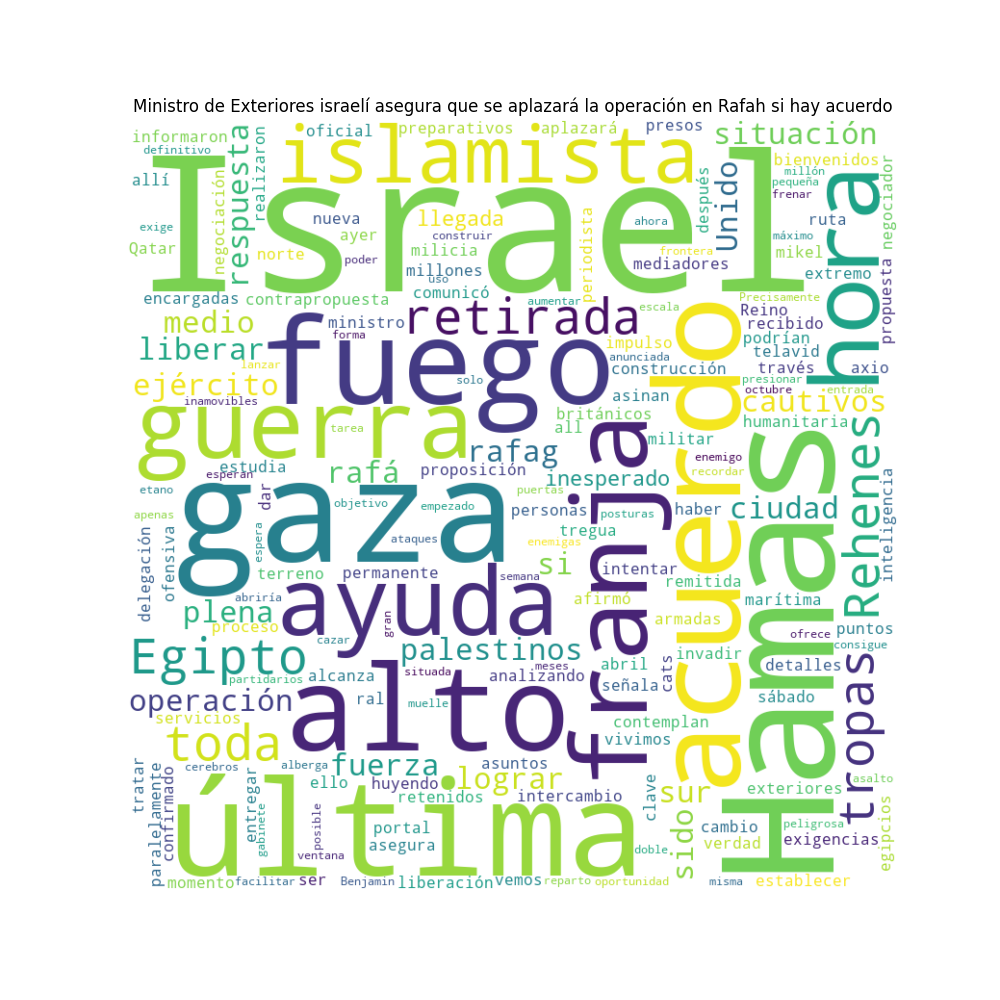 Ministro de Exteriores israelí asegura que se aplazará la operación en Rafah si hay acuerdo
informaron
definitivo
allí
exige
Qatar
negociación
respuesta
realizaron
oficial
preparativos
aplazará
presos
situación
bienvenidos
millón
pequeña
frenar
islamista
Israel
Unido
después
hora
negociador
nueva
ayer
norte
poder
llegada
construir
milicia
millones
comunicó
uso
periodista
ahora
frontera
mediadores
máximo
ruta
mikel
extremo
encargadas
contrapropuesta
aumentar
escala
Precisamente
Reino
recibido
propuesta
medio
ministro
forma
retirada
impulso
anunciada
construcción
podrían
telavid
través
axio
liberar
lanzar
fuego
solo
asinan
presionar
octubre
entrada
ejército
inamovibles
guerra
tarea
británicos
all
cautivos
humanitaria
militar
enemigo
recordar
rafag
estudia
esperan
rafá
proposición
inesperado
acuerdo
franja
Hamas
Rehenes
inteligencia
etano
apenas
gaza
dar
objetivo
empezado
puertas
personas
posturas
haber
ciudad
delegación
ofensiva
espera
ataques
enemigas
tregua
si
intentar
terreno
permanente
semana
abriría
remitida
marítima
plena
proceso
ayuda
afirmó
armadas
ofrece
puntos
consigue
gran
cazar
Egipto
partidarios
palestinos
situada
meses
analizando
abril
señala
cats
invadir
detalles
sábado
operación
alcanza
alto
ral
muelle
servicios
contemplan
vivimos
tropas
toda
fuerza
cerebros
alberga
asuntos
ello
huyendo
lograr
retenidos
intercambio
clave
sur
exteriores
asalto
tratar
paralelamente
confirmado
entregar
gabinete
última
posible
ventana
portal
asegura
doble
sido
cambio
verdad
peligrosa
exigencias
egipcios
momento
facilitar
ser
Benjamin
liberación
vemos
reparto
oportunidad
misma
establecer